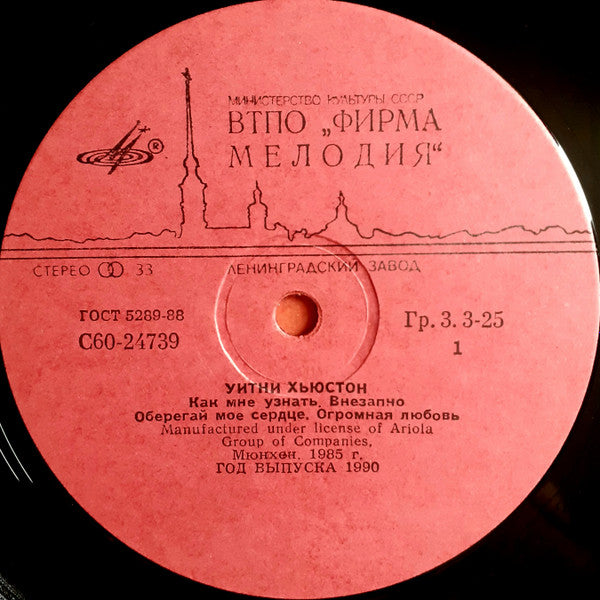 МИНИСТЕРСТВО КУЛЬТУРЫ СССР
ВТПО „ФИРМА
МЕЛОДИЯ“
®
СТЕРЕО 33
ЛЕНИНГРАДСКИЙ ЗАВОД
ГОСТ 5289-88
С60-24739
Гр. 3. 3-25
1
УИТНИ ХЬЮСТОН
Как мне узнать. Внезапно
Оберегай мое сердце. Огромная любовь
Manufactured under license of Ariola
Group of Companies,
Мюнхен. 1985 г.
ГОД ВЫПУСКА 1990